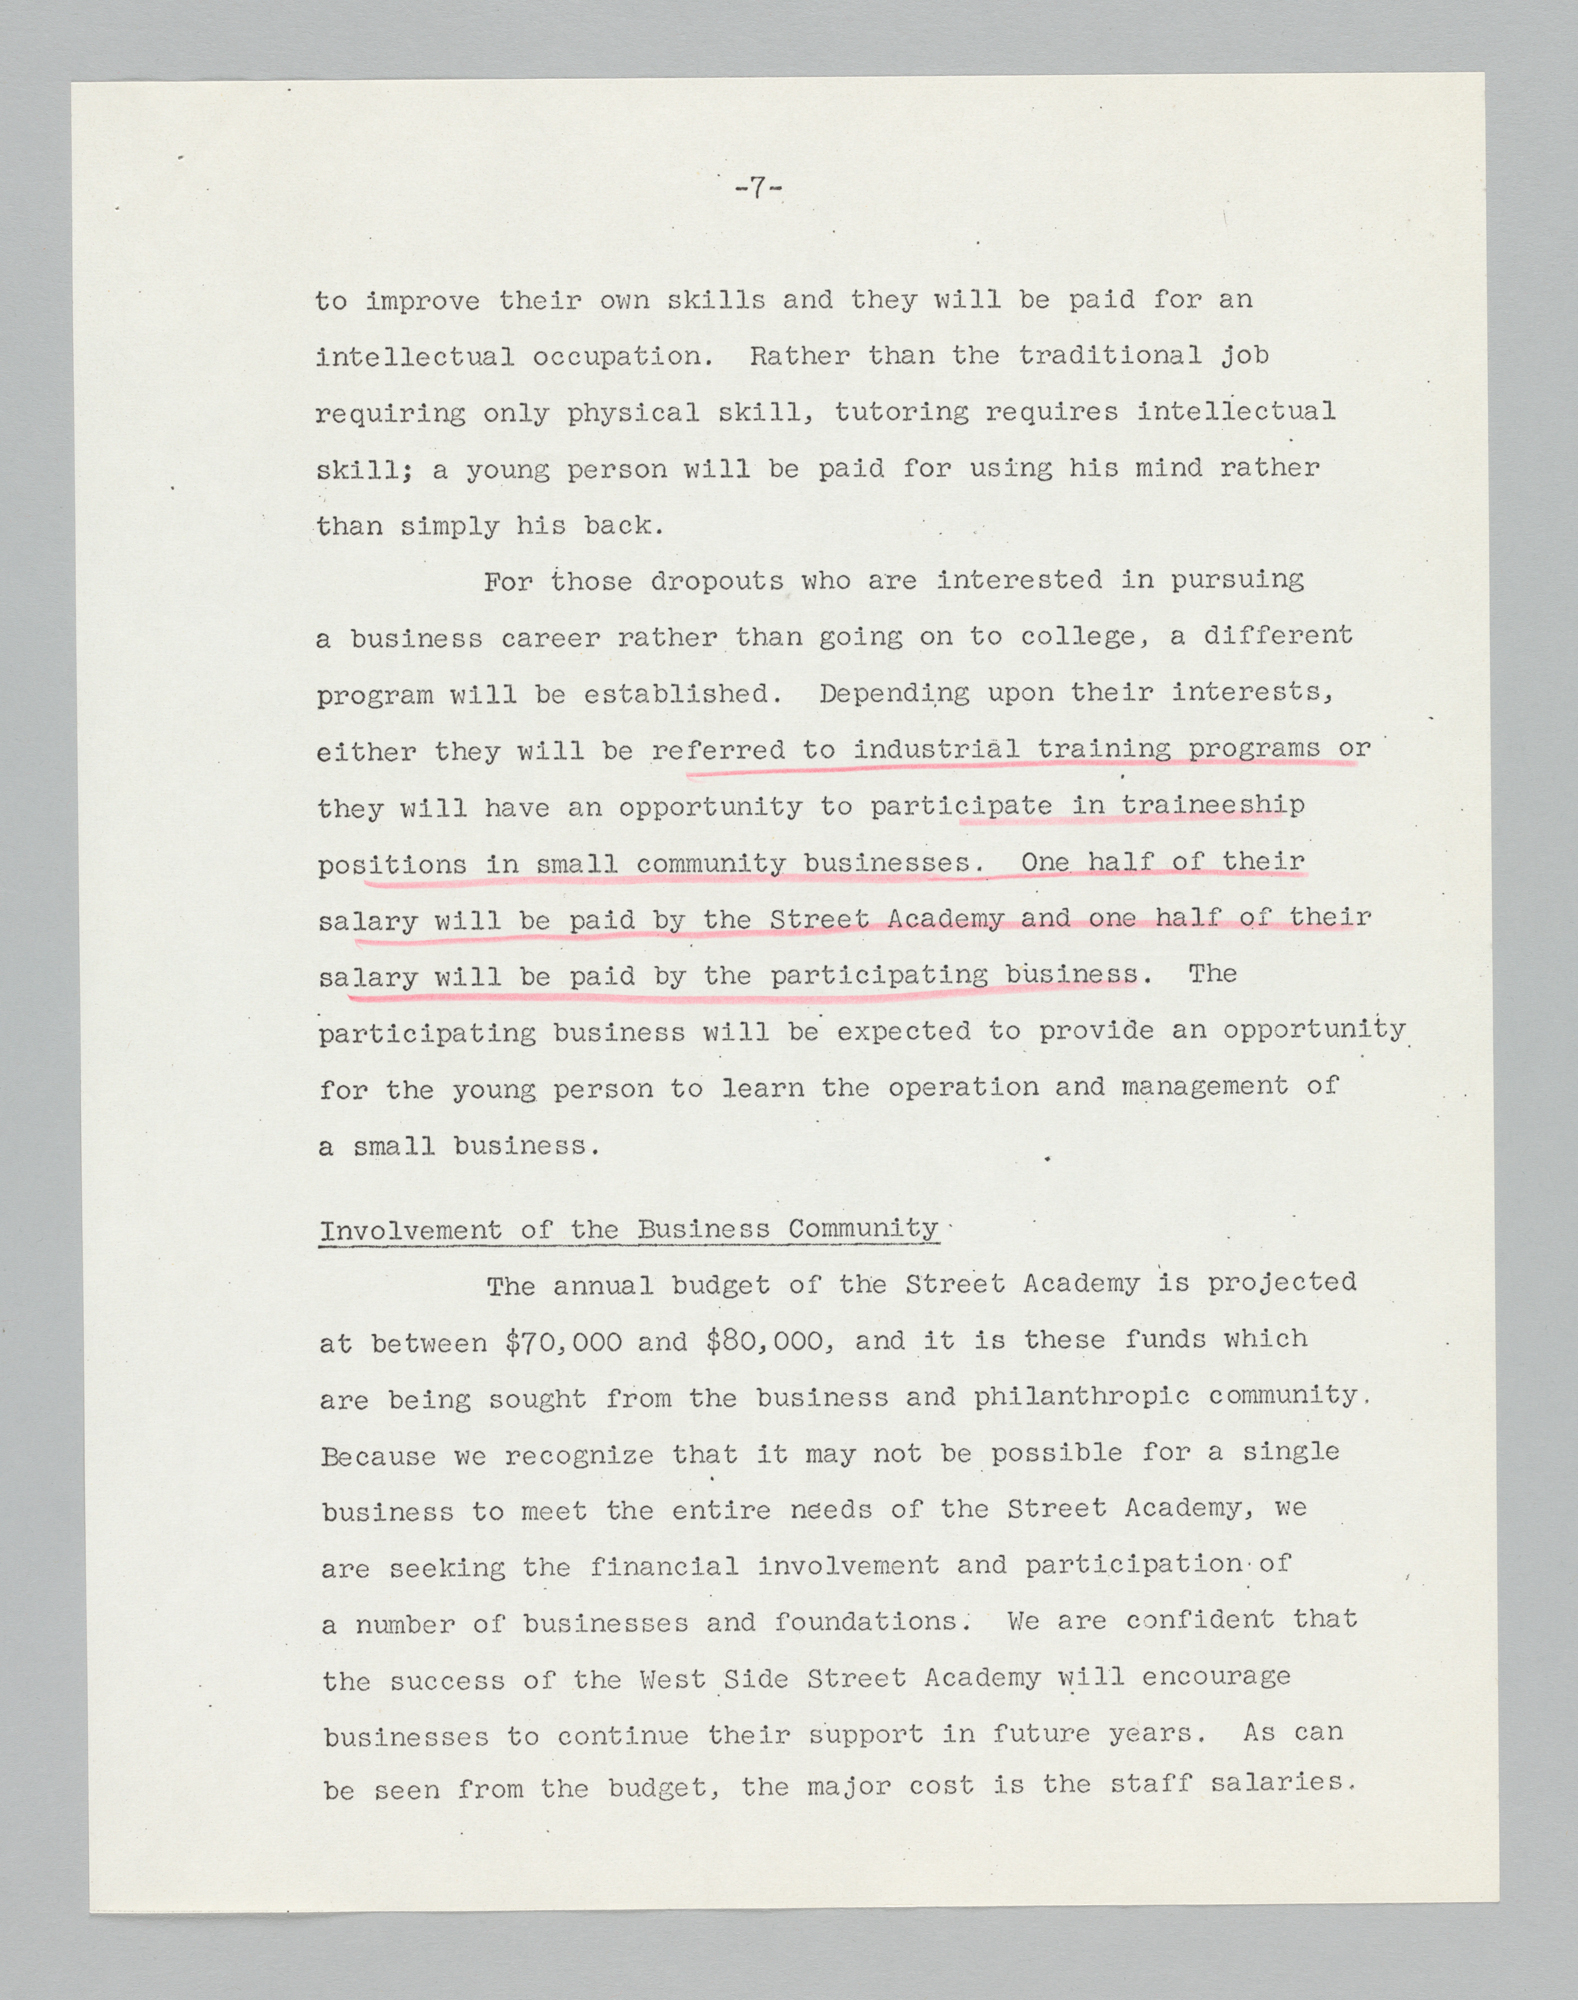 -7-
to improve their own skills and they will be paid for an
intellectual occupation.  Rather than the traditional job
requiring only physical skill, tutoring requires intellectual
skill; a young person will be paid for using his mind rather
than simply his back.
For those dropouts who are interested in pursuing
a business career rather than going on to college, a different
program will be established.  Depending upon their interests,
either they will be referred to industrial training programs or
they will have an opportunity to participate in traineeship
positions in small community businesses.  One half of their
salary will be paid by the Street Academy and one half of their
salary will be paid by the participating business.  The
participating business will be expected to provide an opportunity
for the young person to learn the operation and management of
a small business.
Involvement of the Business Community
The annual budget of the Street Academy is projected
at between $70,000 and $80,000, and it is these funds which
are being sought from the business and philanthropic community.
Because we recognize that it may not be possible for a single
business to meet the entire needs of the Street Academy, we
are seeking the financial involvement and participation of
a number of businesses and foundations.  We are confident that
the success of the West Side Street Academy will encourage
businesses to continue their support in future years.  As can
be seen from the budget, the major cost is the staff salaries.